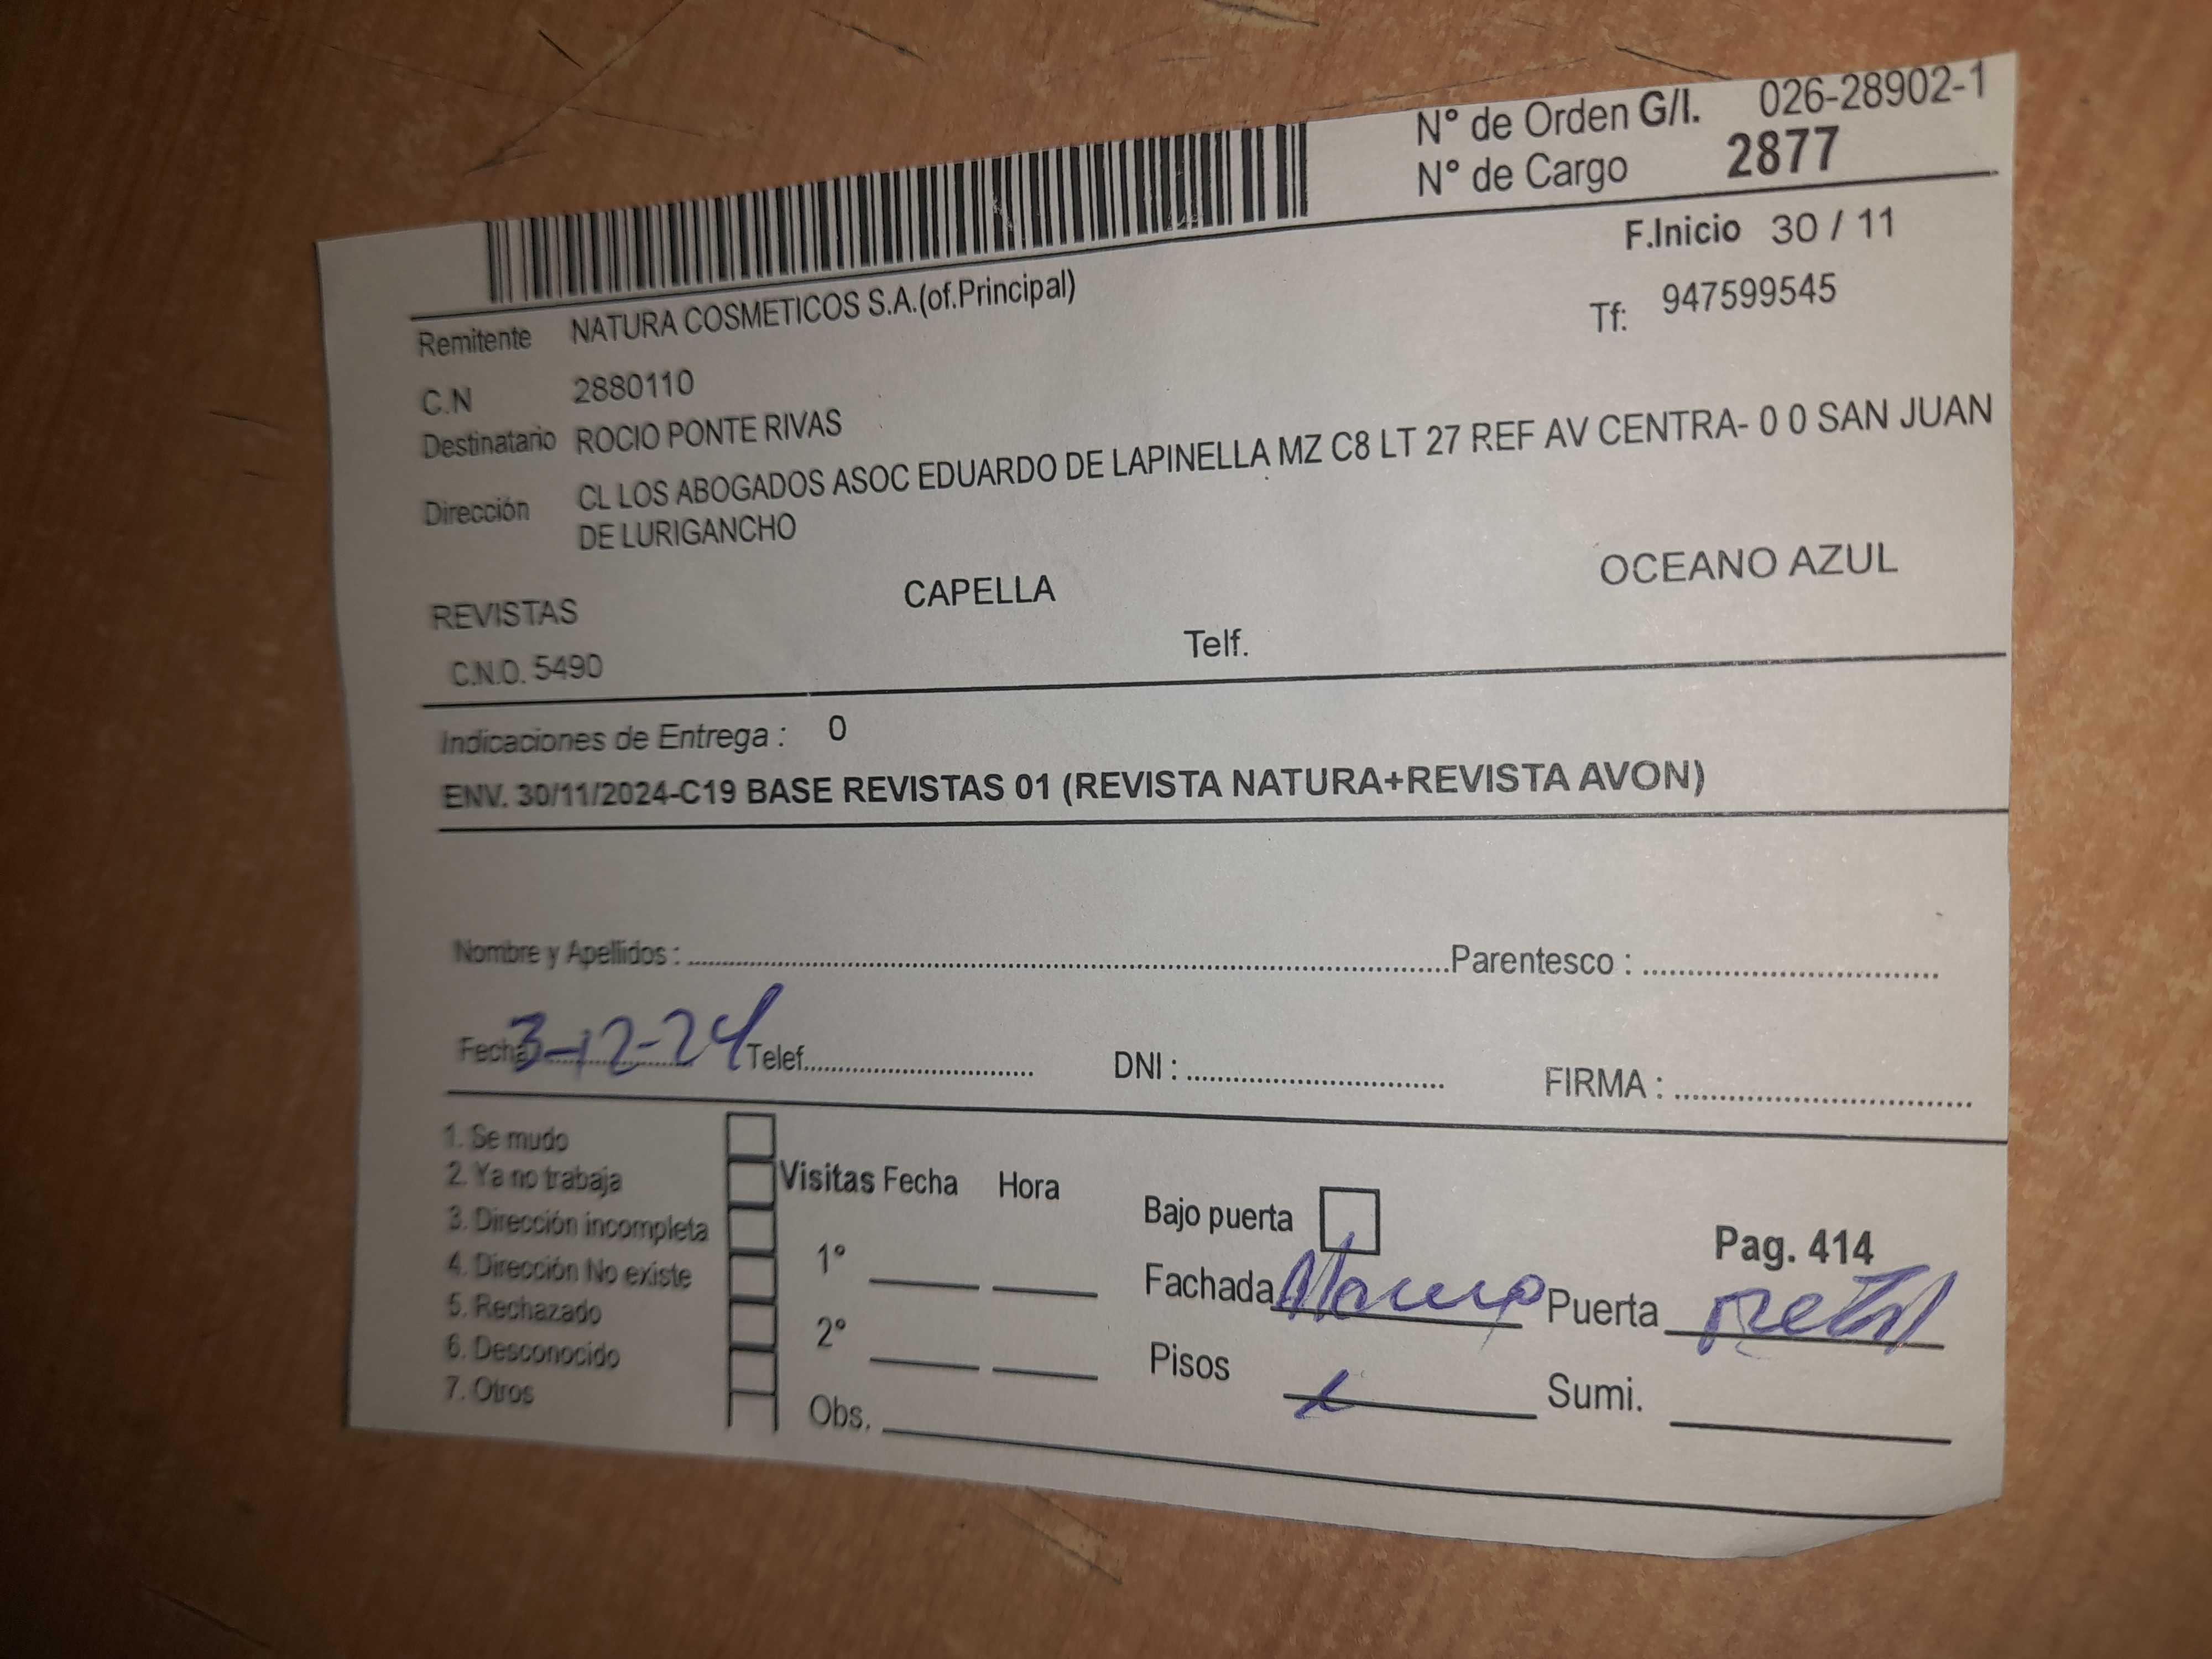 N° de Orden G/I. 026-28902-1
N° de Cargo 2877
F.Inicio 30 / 11
Remitente NATURA COSMETICOS S.A.(of.Principal)
Tf: 947599545
C.N 2880110
Destinatario ROCIO PONTE RIVAS
Dirección CL LOS ABOGADOS ASOC EDUARDO DE LAPINELLA MZ C8 LT 27 REF AV CENTRA- 0 0 SAN JUAN
DE LURIGANCHO
REVISTAS CAPELLA OCEANO AZUL
C.N.O. 5490 Telf.
Indicaciones de Entrega : 0
ENV. 30/11/2024-C19 BASE REVISTAS 01 (REVISTA NATURA+REVISTA AVON)
Nombre y Apellidos : Parentesco :
Fecha 3-12-24 Telef. DNI : FIRMA :
1. Se mudo
2. Ya no trabaja
3. Dirección incompleta
4. Dirección No existe
5. Rechazado
6. Desconocido
7. Otros
Visitas Fecha Hora
1°
2°
Obs.
Bajo puerta
Pag. 414
Fachada Puerta
Pisos Sumi.